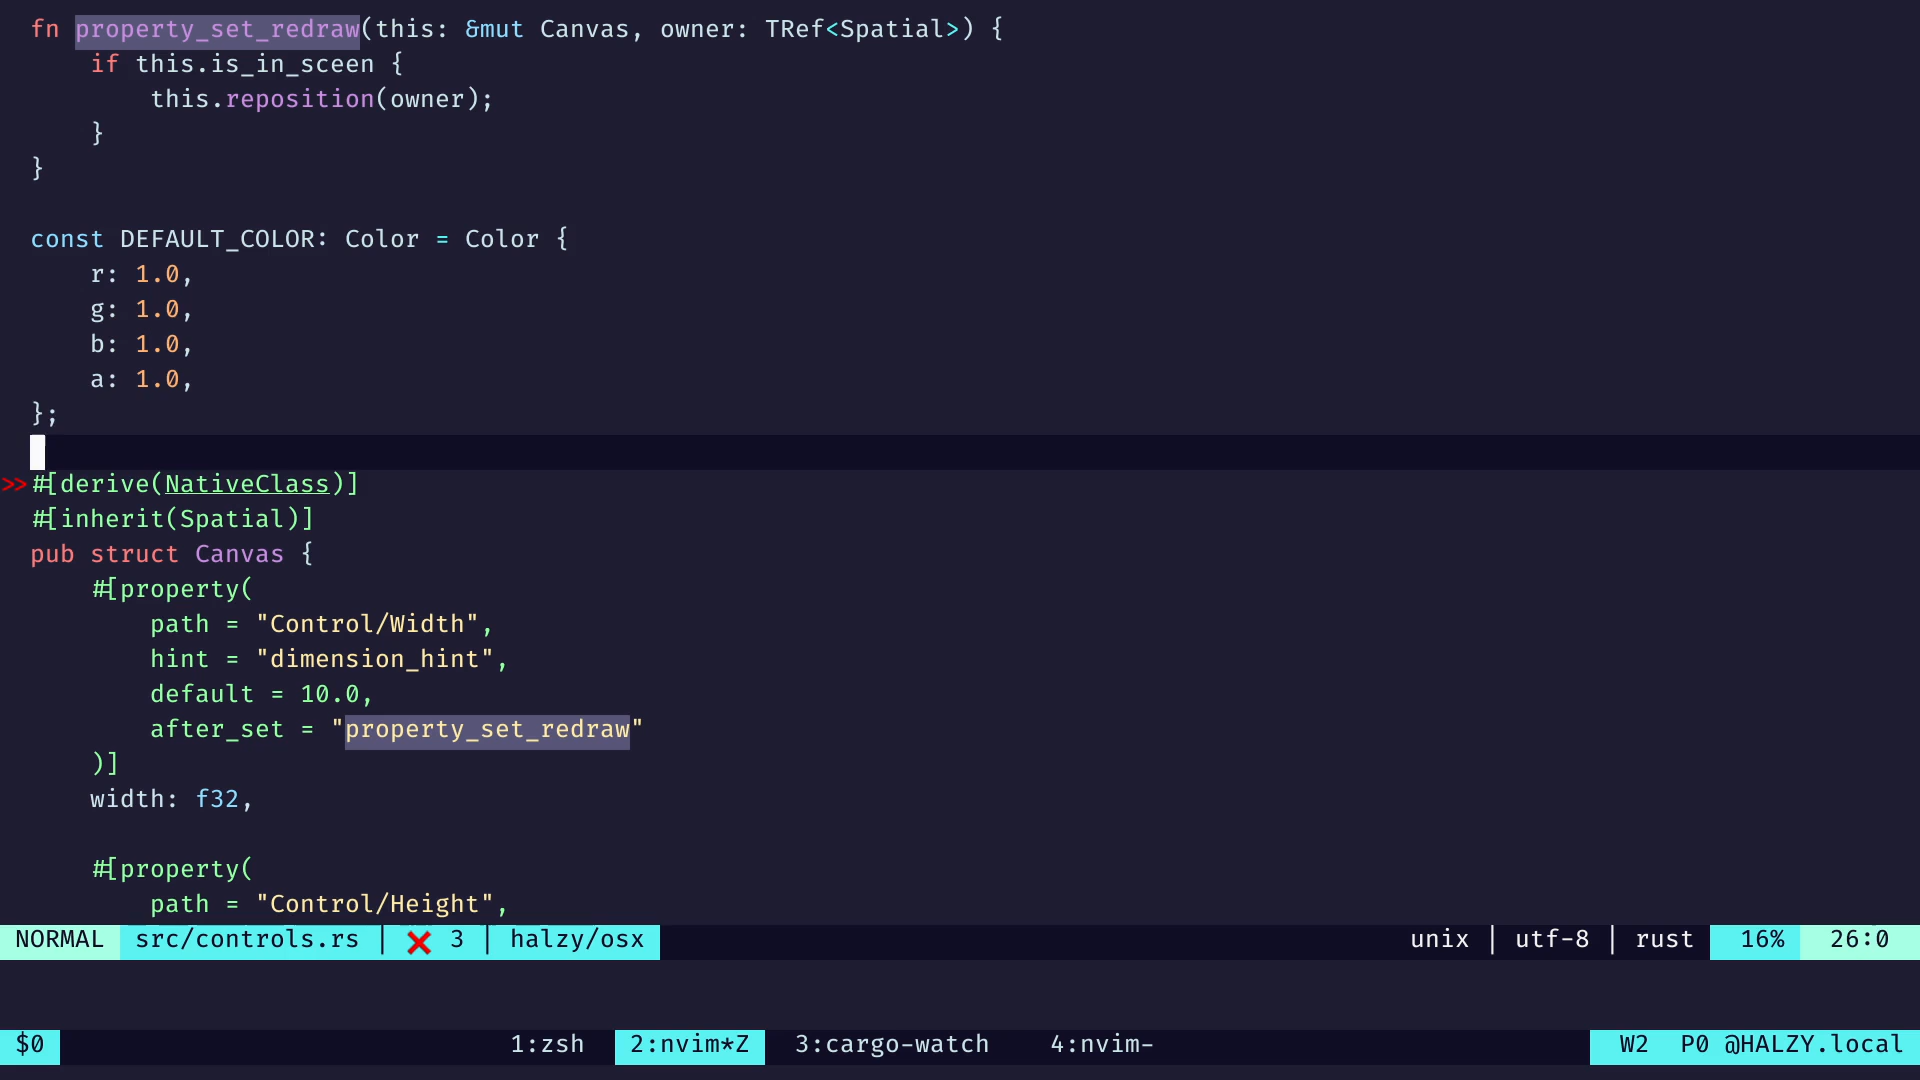 fn property_set_redraw(this: &mut Canvas, owner: TRef<Spatial>) {
    if this.is_in_sceen {
        this.reposition(owner);
    }
}

const DEFAULT_COLOR: Color = Color {
    r: 1.0,
    g: 1.0,
    b: 1.0,
    a: 1.0,
};

>>#[derive(NativeClass)]
#[inherit(Spatial)]
pub struct Canvas {
    #[property(
        path = "Control/Width",
        hint = "dimension_hint",
        default = 10.0,
        after_set = "property_set_redraw"
    )]
    width: f32,

    #[property(
        path = "Control/Height",
NORMAL src/controls.rs | ❌ 3 | halzy/osx unix | utf-8 | rust 16% 26:0
$0 1:zsh 2:nvim*Z 3:cargo-watch 4:nvim- W2 P0 @HALZY.local